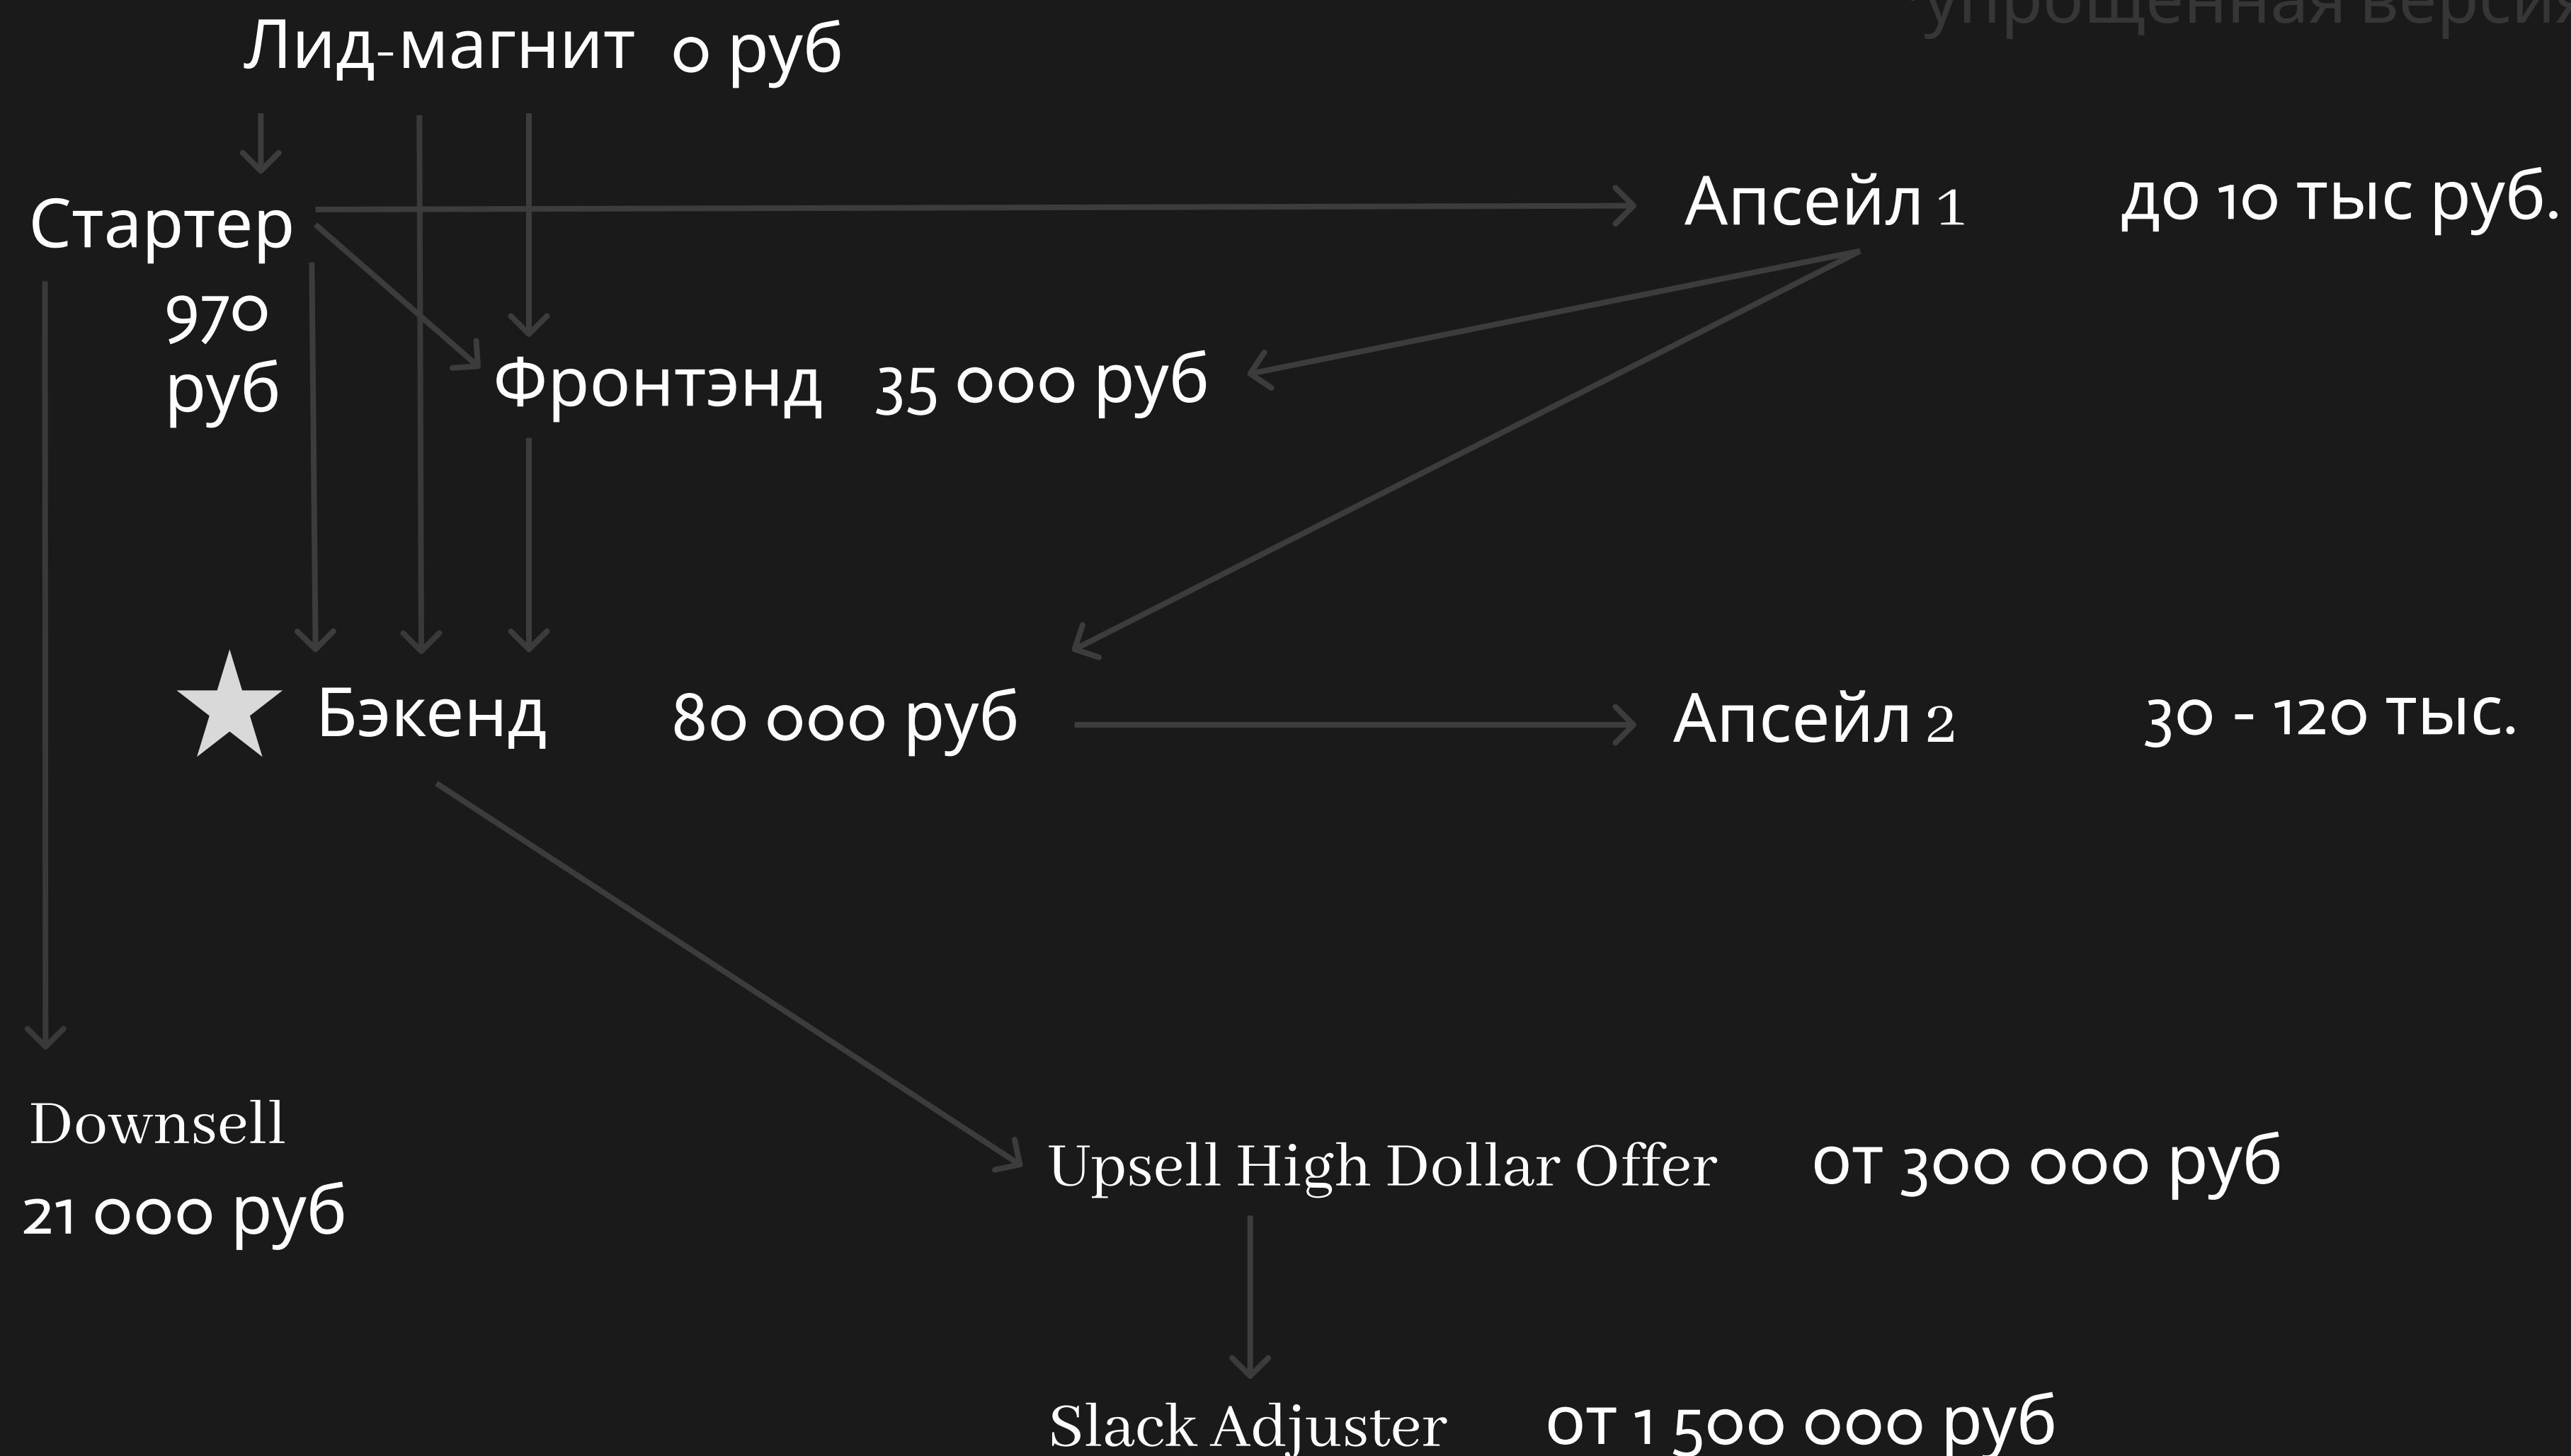 *упрощенная версия
Лид-магнит 0 руб
Стартер
970
руб
Апсейл 1
до 10 тыс руб.
Фронтэнд 35 000 руб
Бэкенд 80 000 руб
Апсейл 2
30 - 120 тыс.
Downsell
21 000 руб
Upsell High Dollar Offer
от 300 000 руб
Slack Adjuster
от 1 500 000 руб